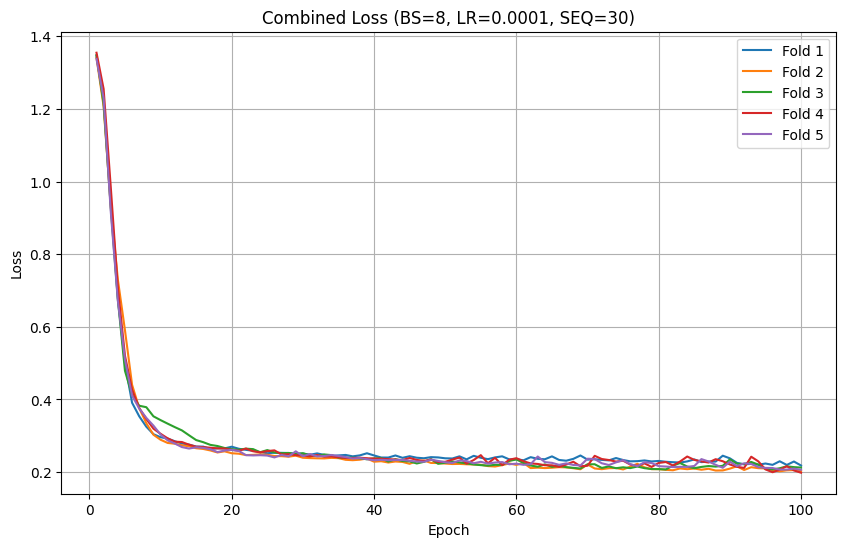 Combined Loss (BS=8, LR=0.0001, SEQ=30)
Fold 1
Fold 2
Fold 3
Fold 4
Fold 5
Loss
1.4
1.2
1.0
0.8
0.6
0.4
0.2
0 20 40 60 80 100
Epoch